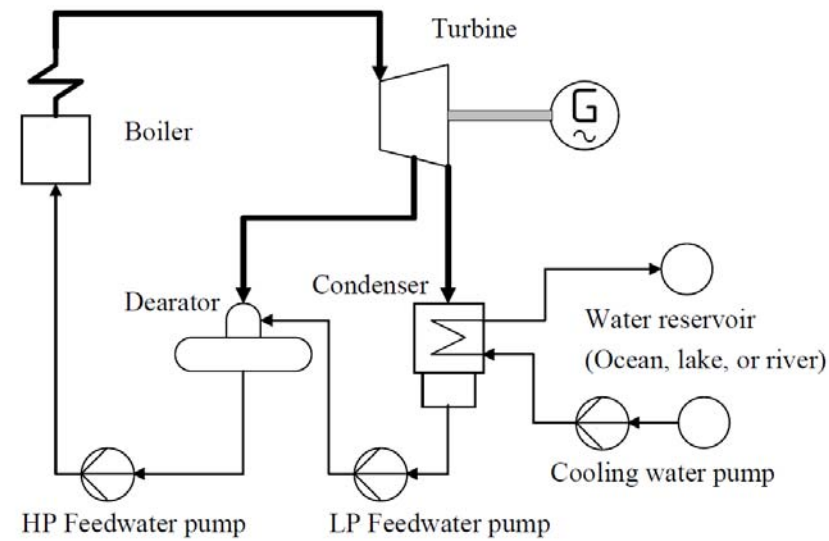 Turbine
G
Boiler
Dearator
Condenser
Water reservoir
(Ocean, lake, or river)
Cooling water pump
HP Feedwater pump
LP Feedwater pump